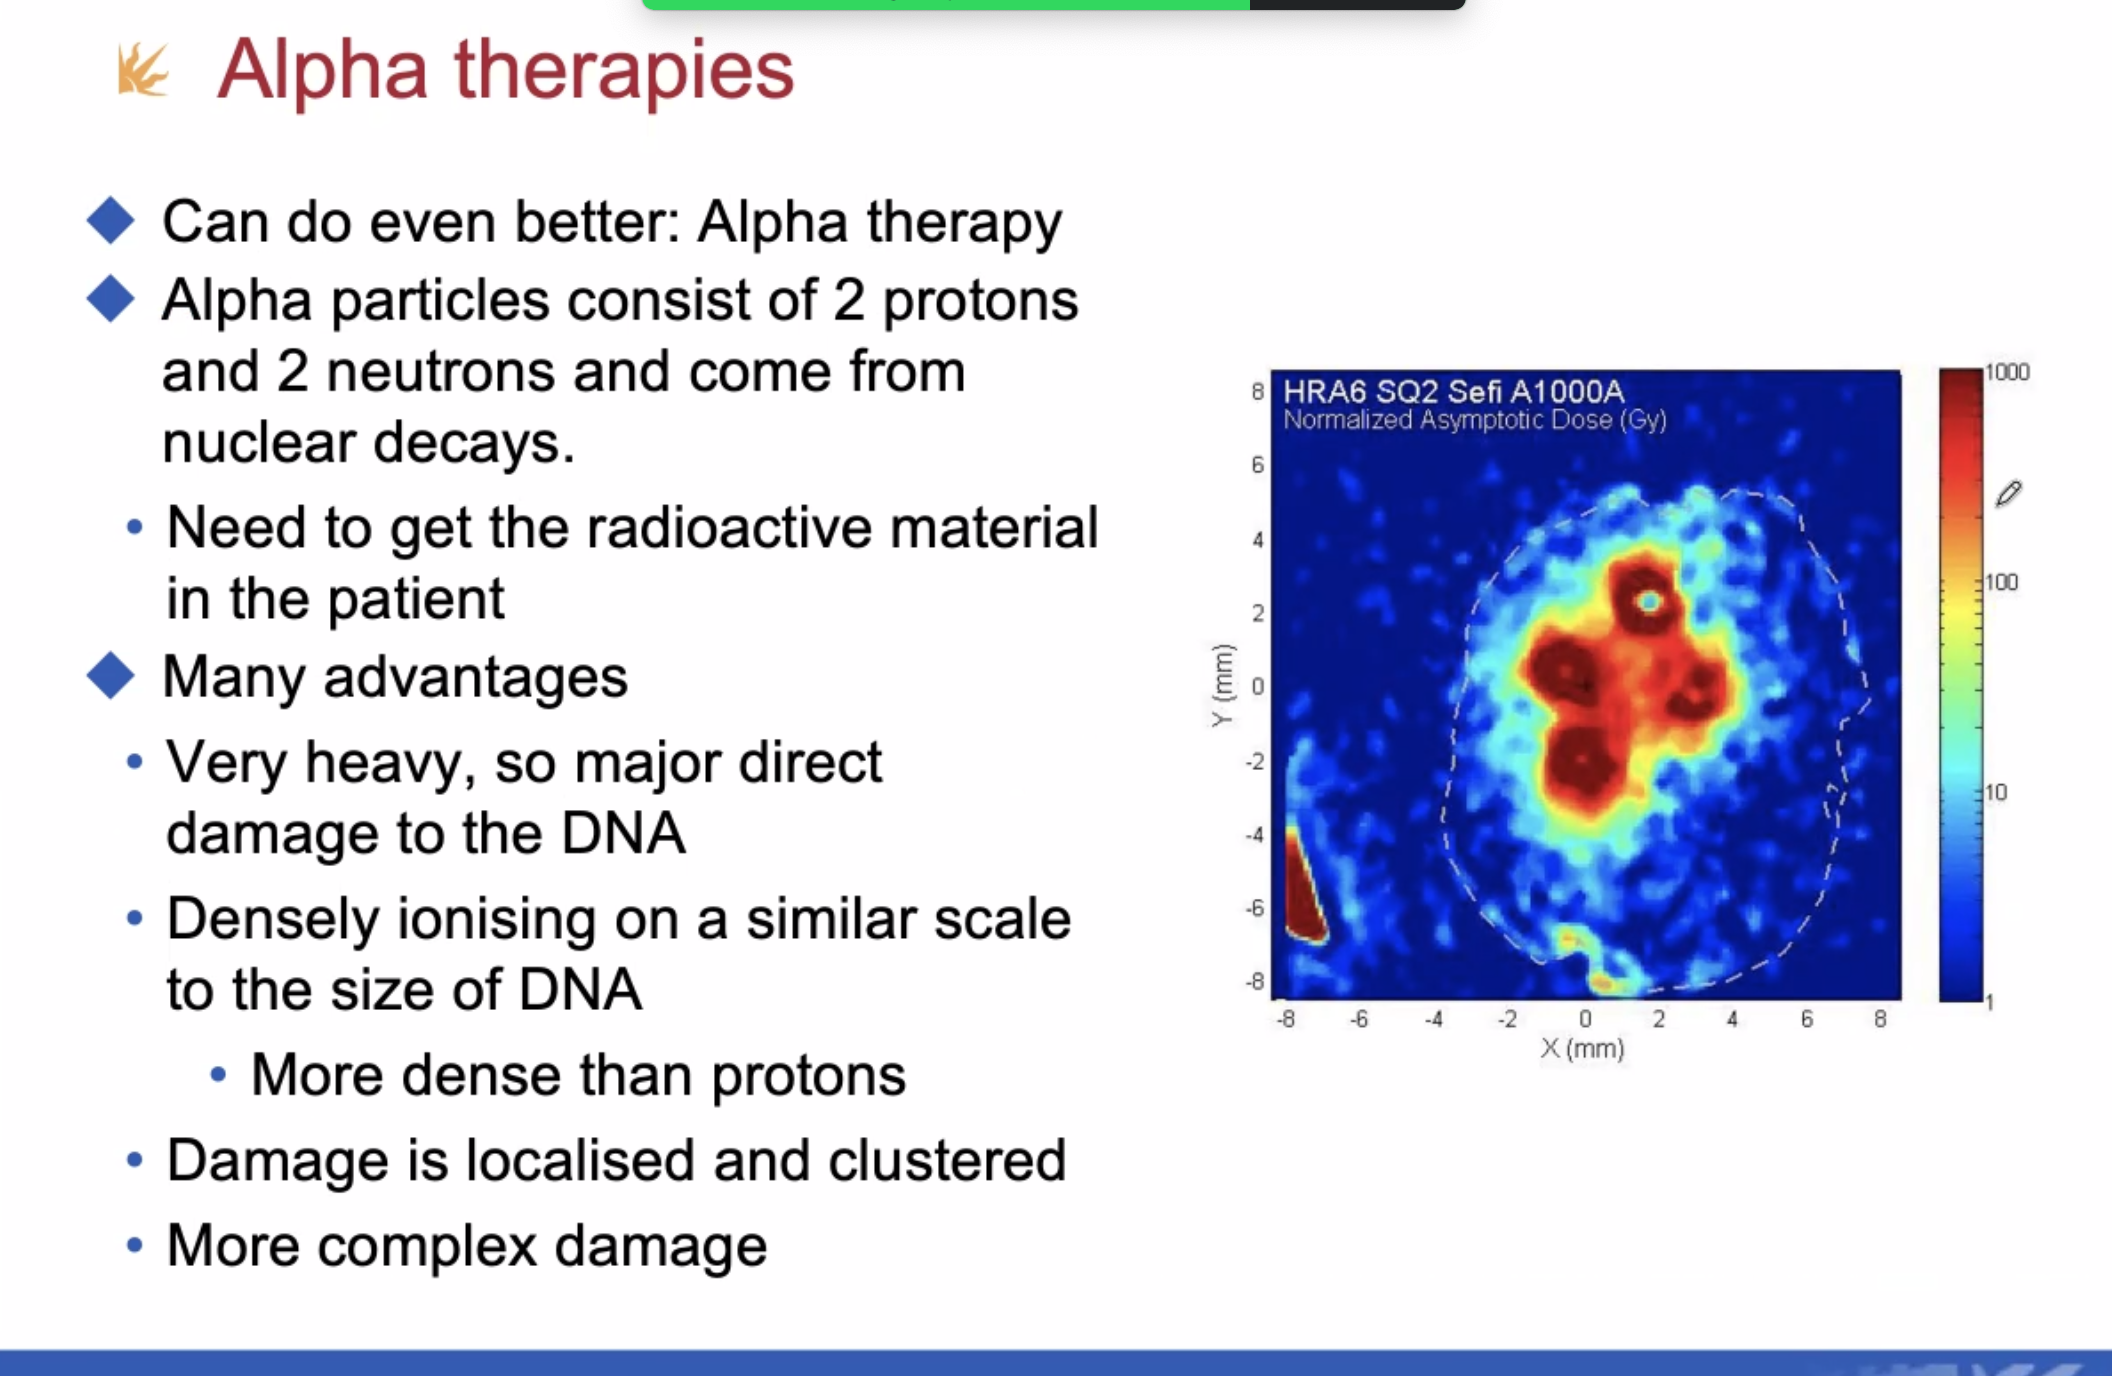 Alpha therapies
Can do even better: Alpha therapy
Alpha particles consist of 2 protons
and 2 neutrons and come from
nuclear decays.
Need to get the radioactive material
in the patient
Many advantages
Very heavy, so major direct
damage to the DNA
Densely ionising on a similar scale
to the size of DNA
More dense than protons
Damage is localised and clustered
More complex damage
HRA6 SQ2 Sefi A1000A
Normalized Asymptotic Dose (Gy)
8
6
4
2
0
-2
-4
-6
-8
Y (mm)
-8 -6 -4 -2 0 2 4 6 8
X (mm)
1000
100
10
1